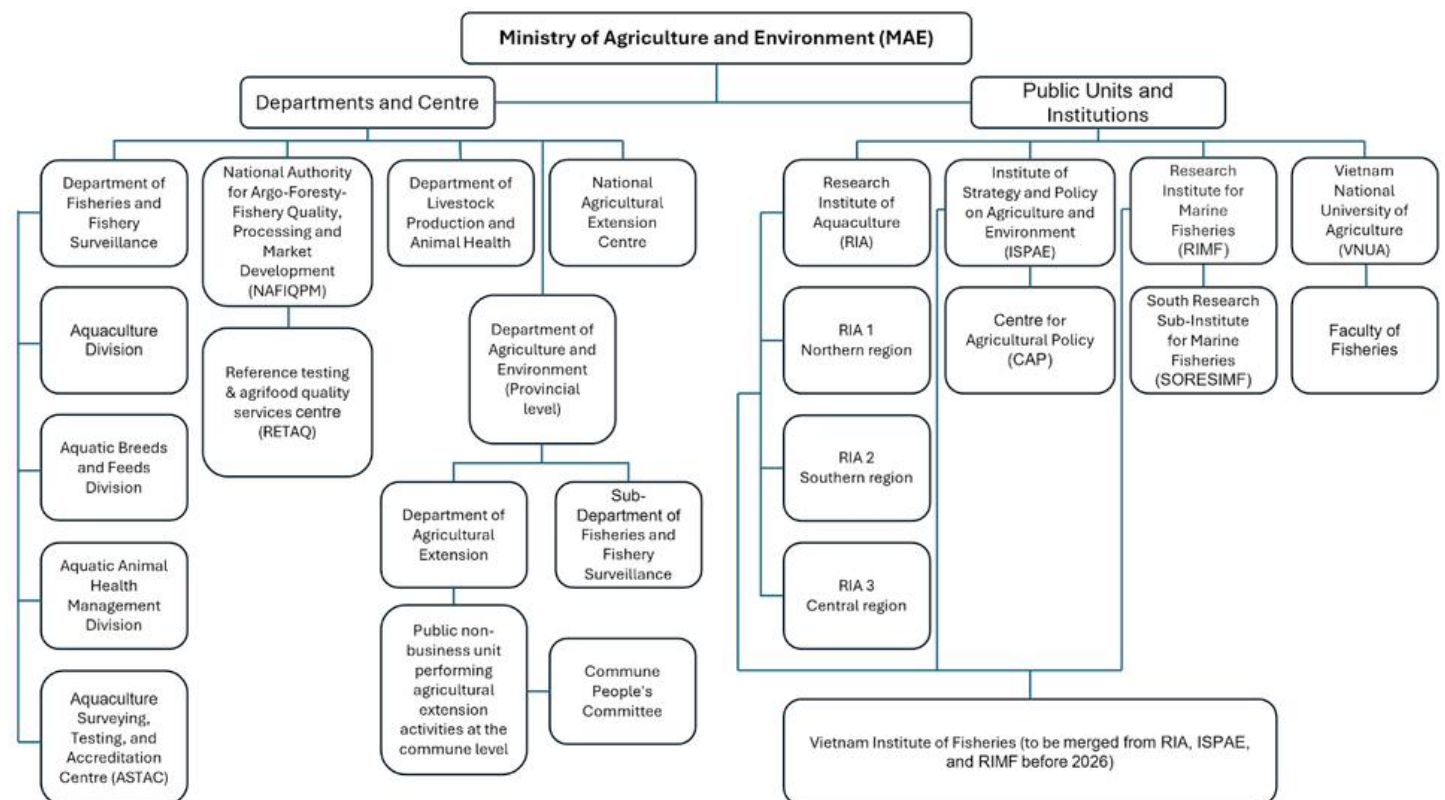 Ministry of Agriculture and Environment (MAE)
Departments and Centre
Public Units and
Institutions
Department of
Fisheries and
Fishery
Surveillance
National Authority
for Argo-Foresty-
Fishery Quality,
Processing and
Market
Development
(NAFIQPM)
Department of
Livestock
Production and
Animal Health
National
Agricultural
Extension
Centre
Research
Institute of
Aquaculture
(RIA)
Institute of
Strategy and Policy
on Agriculture and
Environment
(ISPAE)
Research
Institute for
Marine
Fisheries
(RIMF)
Vietnam
National
University of
Agriculture
(VNUA)
Aquaculture
Division
Reference testing
& agrifood quality
services centre
(RETAQ)
Department of
Agriculture and
Environment
(Provincial
level)
RIA 1
Northern region
Centre for
Agricultural Policy
(CAP)
South Research
Sub-Institute
for Marine
Fisheries
(SORESIMF)
Faculty of
Fisheries
Aquatic Breeds
and Feeds
Division
RIA 2
Southern region
Department of
Agricultural
Extension
Sub-
Department of
Fisheries and
Fishery
Surveillance
Aquatic Animal
Health
Management
Division
RIA 3
Central region
Public non-
business unit
performing
agricultural
extension
activities at the
commune level
Commune
People's
Committee
Aquaculture
Surveying,
Testing, and
Accreditation
Centre (ASTAC)
Vietnam Institute of Fisheries (to be merged from RIA, ISPAE,
and RIMF before 2026)